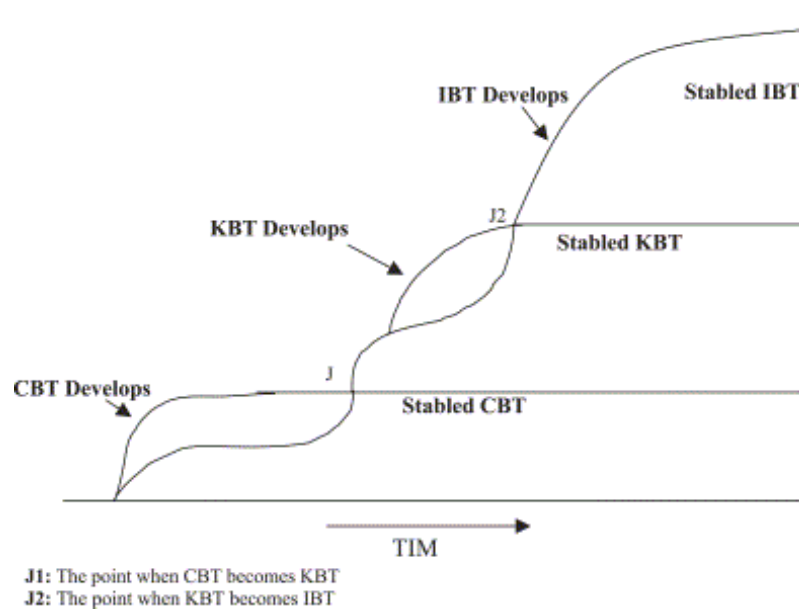 IBT Develops
Stabled IBT
J2
KBT Develops
Stabled KBT
J
CBT Develops
Stabled CBT
TIM
J1: The point when CBT becomes KBT
J2: The point when KBT becomes IBT